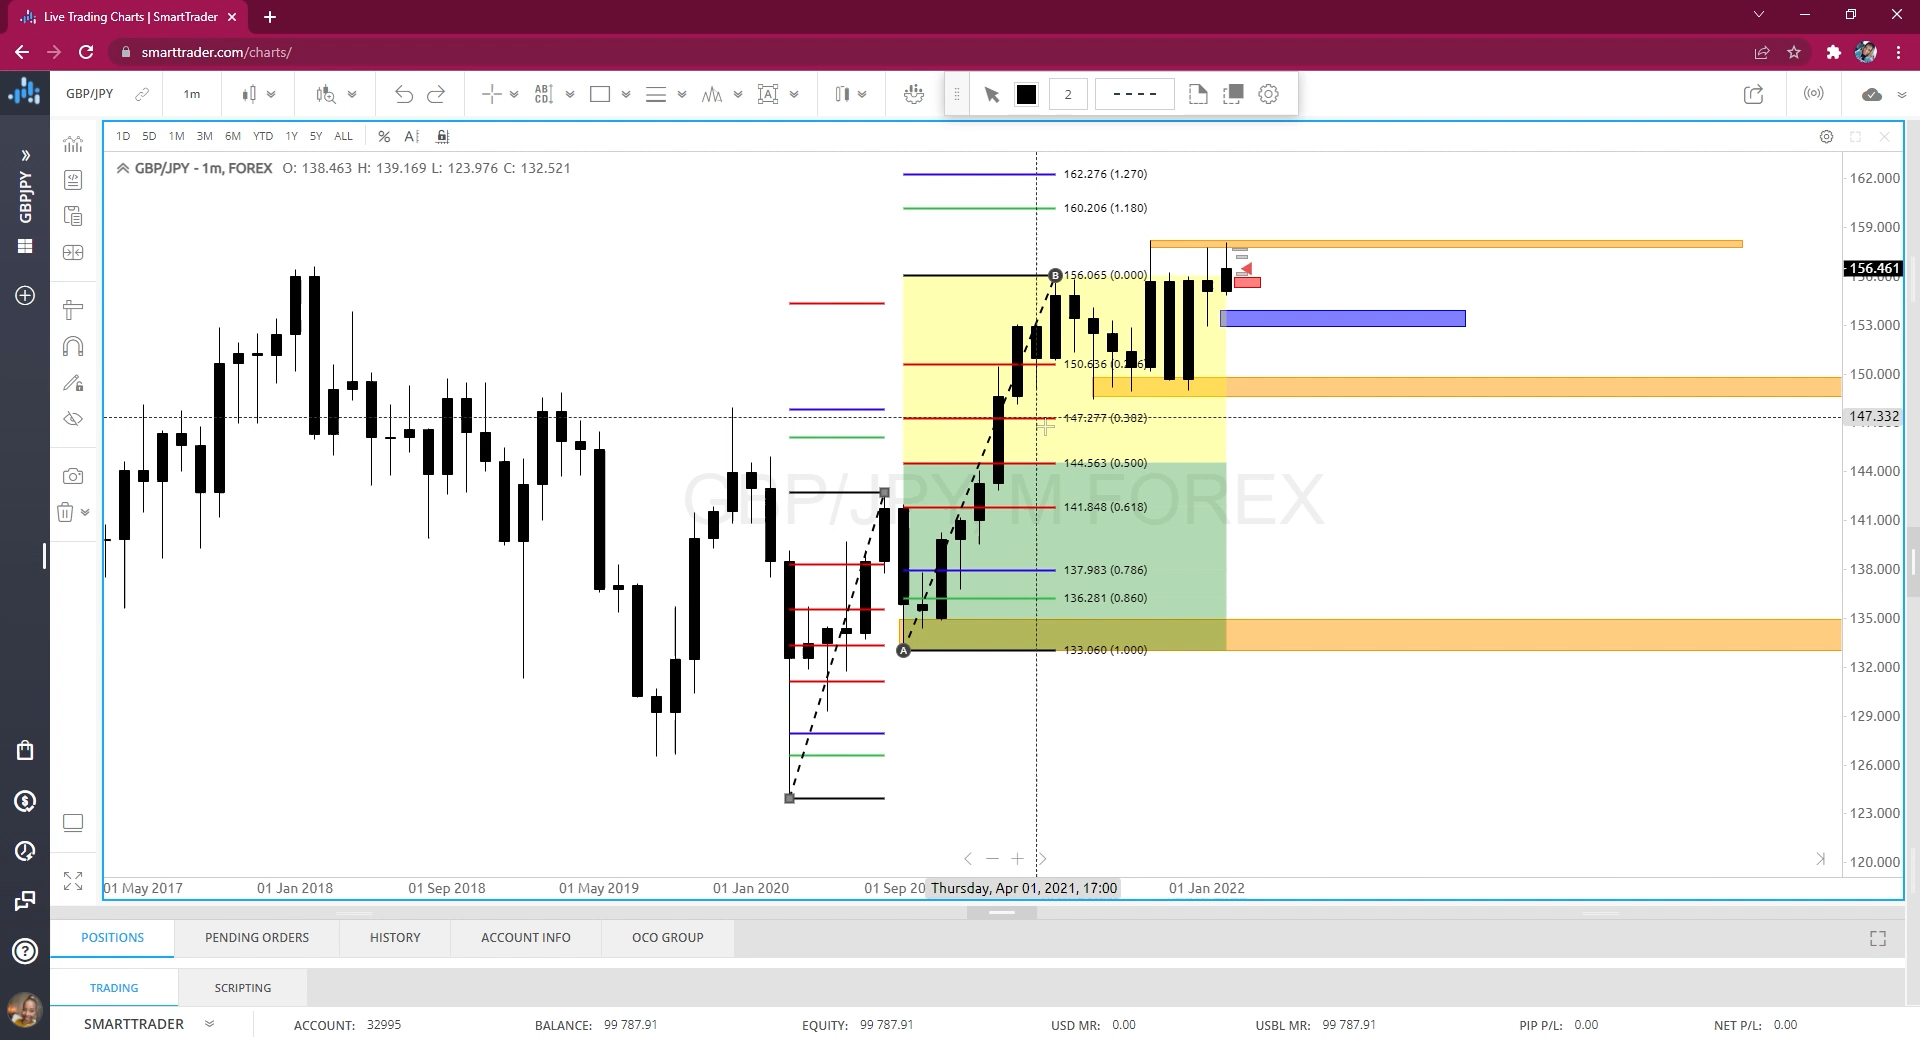 Live Trading Charts | SmartTrader
smarttrader.com/charts/
GBP/JPY
1m
2
1D 5D 1M 3M 6M YTD 1Y 5Y ALL % A
GBPJPY
GBP/JPY - 1m, FOREX O: 138.463 H: 139.169 L: 123.976 C: 132.521
162.276 (1.270)
160.206 (1.180)
156.065 (0.000)
B
147.277 (0.382)
144.563 (0.500)
GBP/JPY M FOREX
141.848 (0.618)
137.983 (0.786)
136.281 (0.860)
A
133.060 (1.000)
162.000
159.000
156.461
153.000
150.000
147.332
144.000
141.000
138.000
135.000
132.000
129.000
126.000
123.000
120.000
01 May 2017 01 Jan 2018 01 Sep 2018 01 May 2019 01 Jan 2020 01 Sep 20 Thursday, Apr 01, 2021, 17:00 01 Jan 2022
POSITIONS PENDING ORDERS HISTORY ACCOUNT INFO OCO GROUP
TRADING SCRIPTING
SMARTTRADER ACCOUNT: 32995 BALANCE: 99 787.91 EQUITY: 99 787.91 USD MR: 0.00 USBL MR: 99 787.91 PIP P/L: 0.00 NET P/L: 0.00